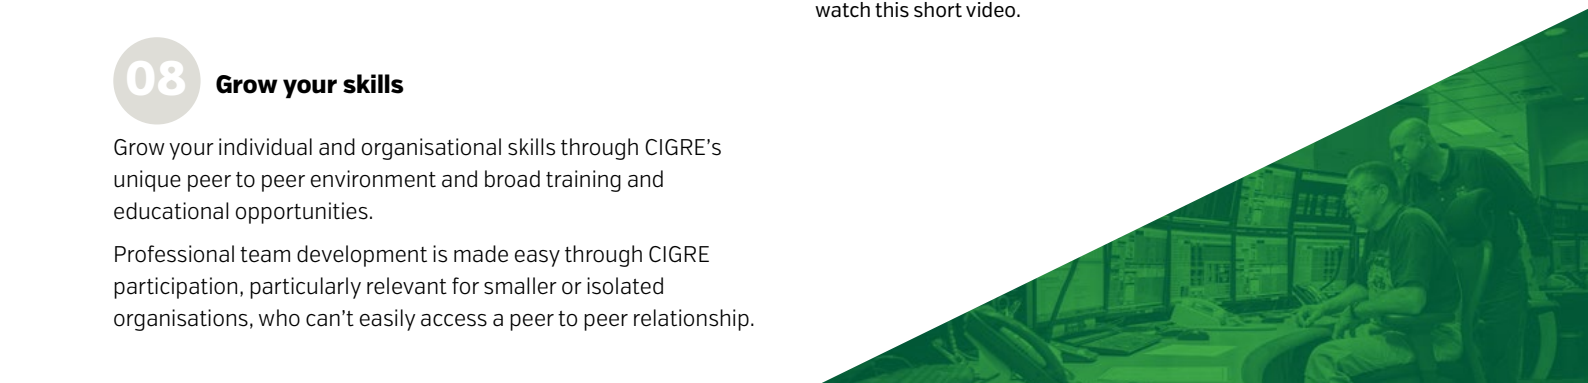 watch this short video.
08
Grow your skills
Grow your individual and organisational skills through CIGRE’s
unique peer to peer environment and broad training and
educational opportunities.
Professional team development is made easy through CIGRE
participation, particularly relevant for smaller or isolated
organisations, who can’t easily access a peer to peer relationship.